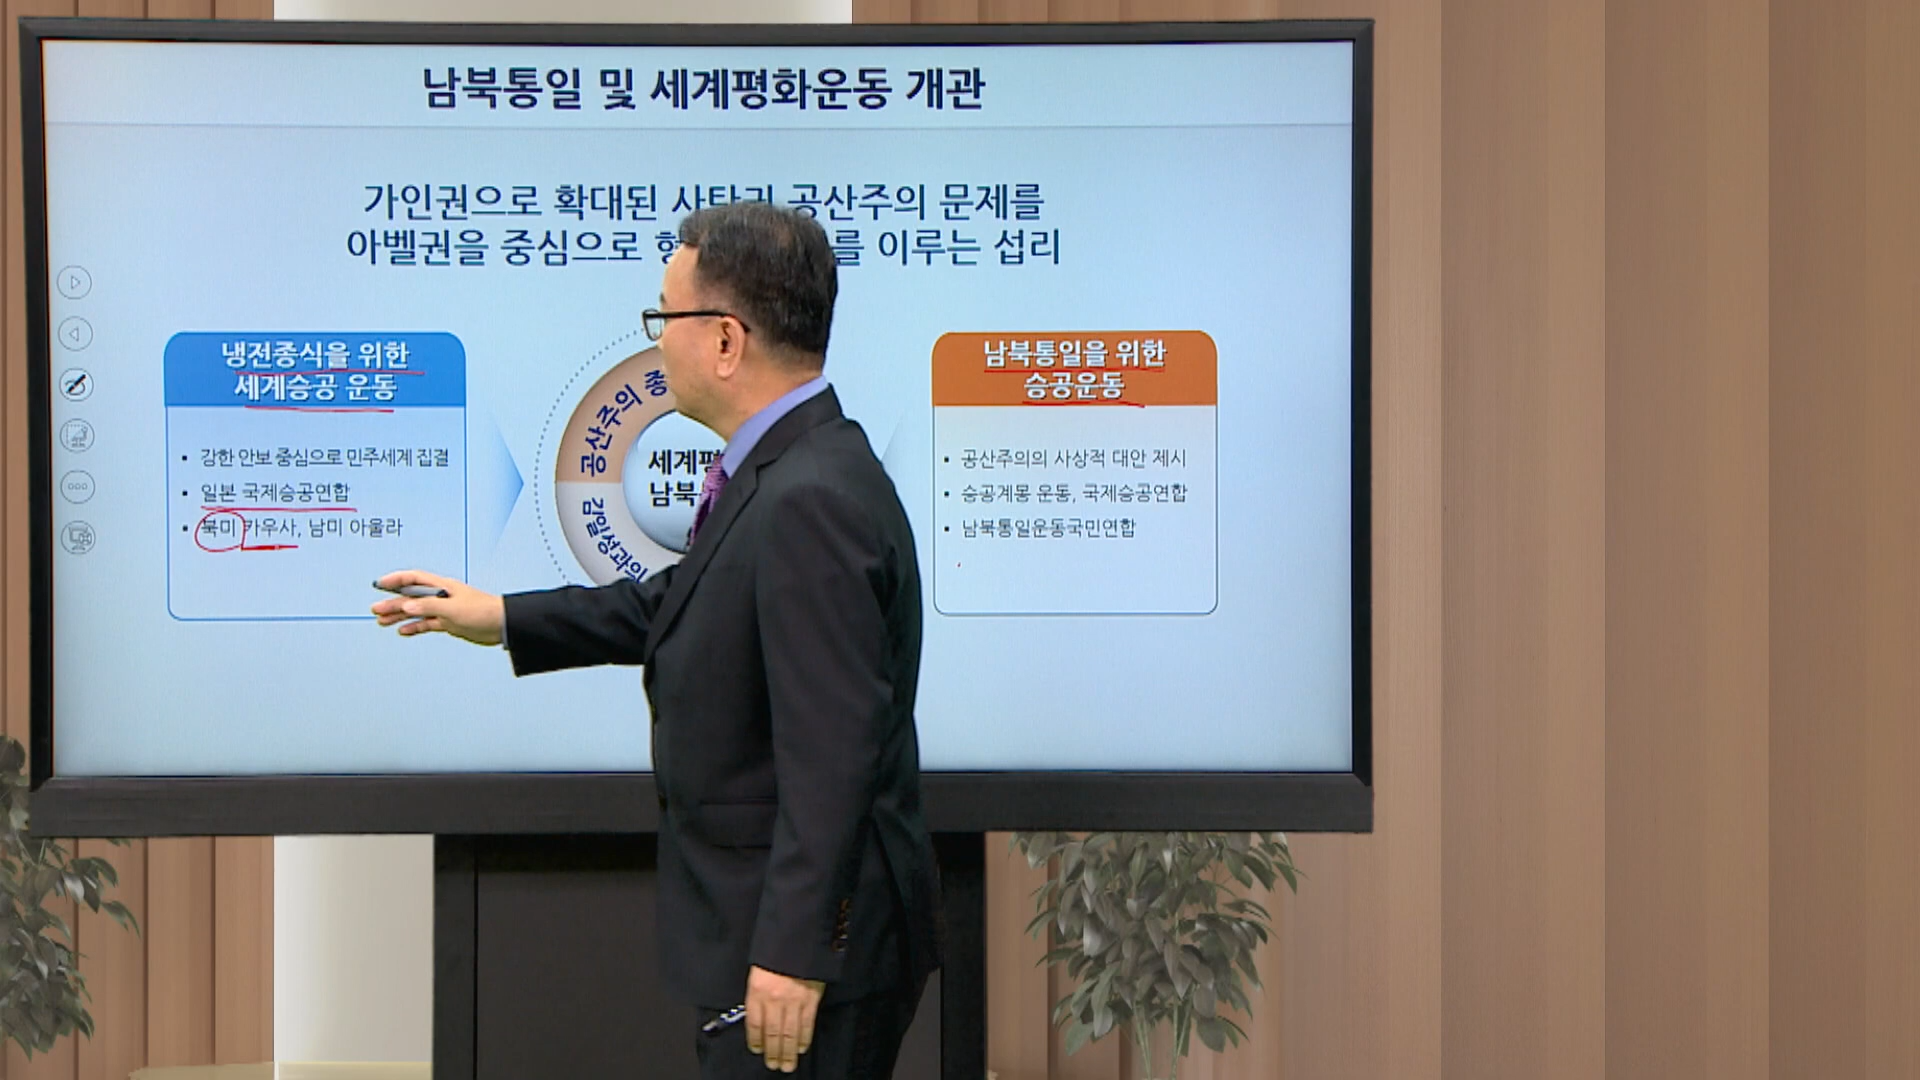 남북통일 및 세계평화운동 개관
가인권으로 확대된 공산주의 문제를
아벨권을 중심으로 이루는 섭리
냉전종식을 위한
세계승공 운동
• 강한 안보 중심으로 민주세계 집결
• 일본 국제승공연합
• 북미 카우사, 남미 아울라
공산주의
김일성과의
남북통일을 위한
승공운동
• 공산주의의 사상적 대안 제시
• 승공계몽 운동, 국제승공연합
• 남북통일운동국민연합